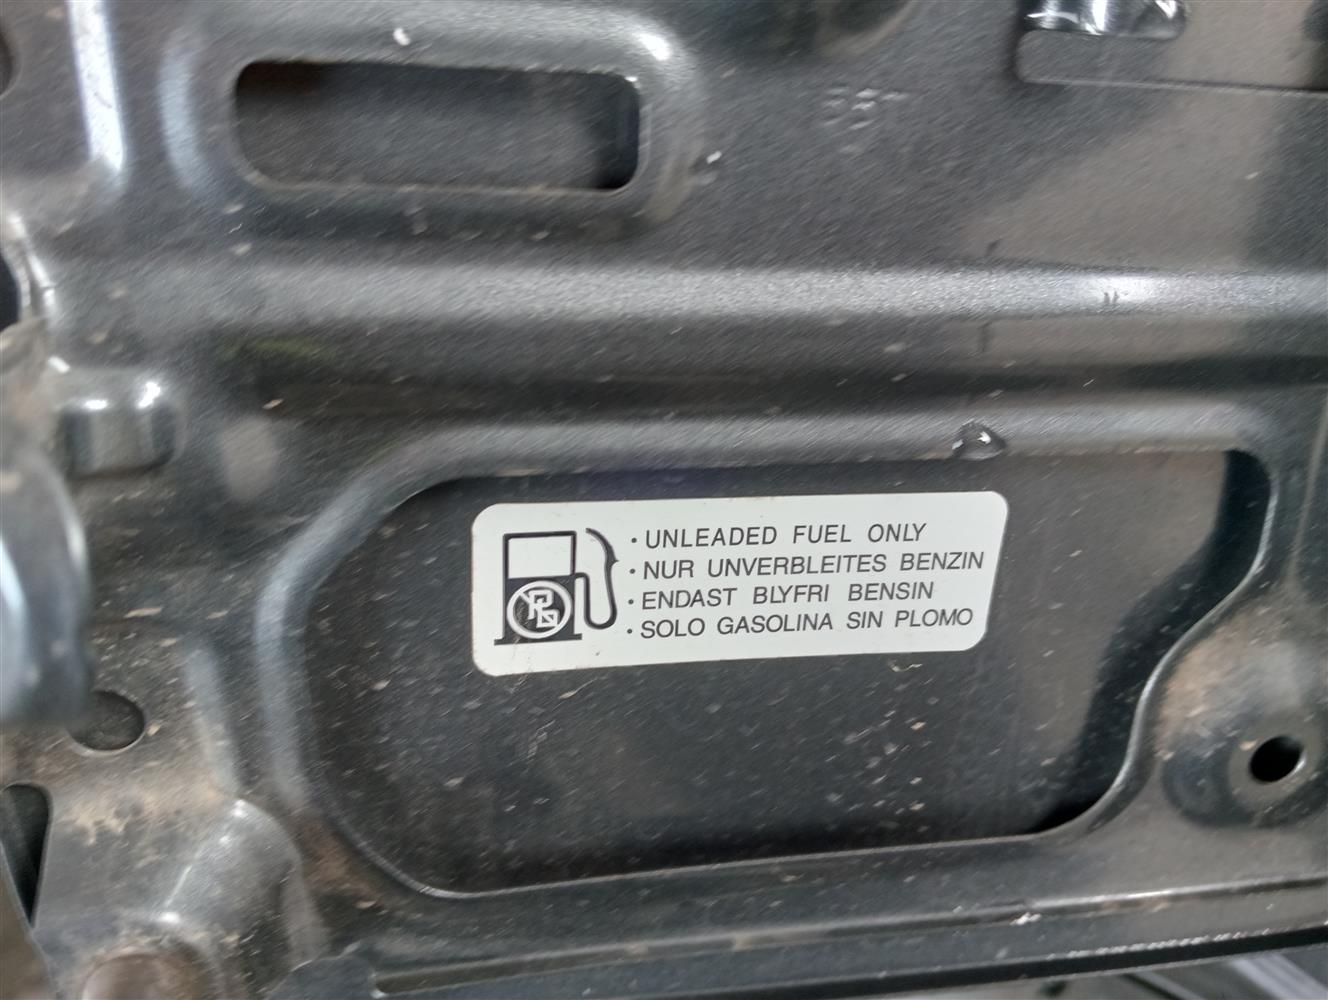 • UNLEADED FUEL ONLY
• NUR UNVERBLEITES BENZIN
• ENDAST BLYFRI BENSIN
• SOLO GASOLINA SIN PLOMO